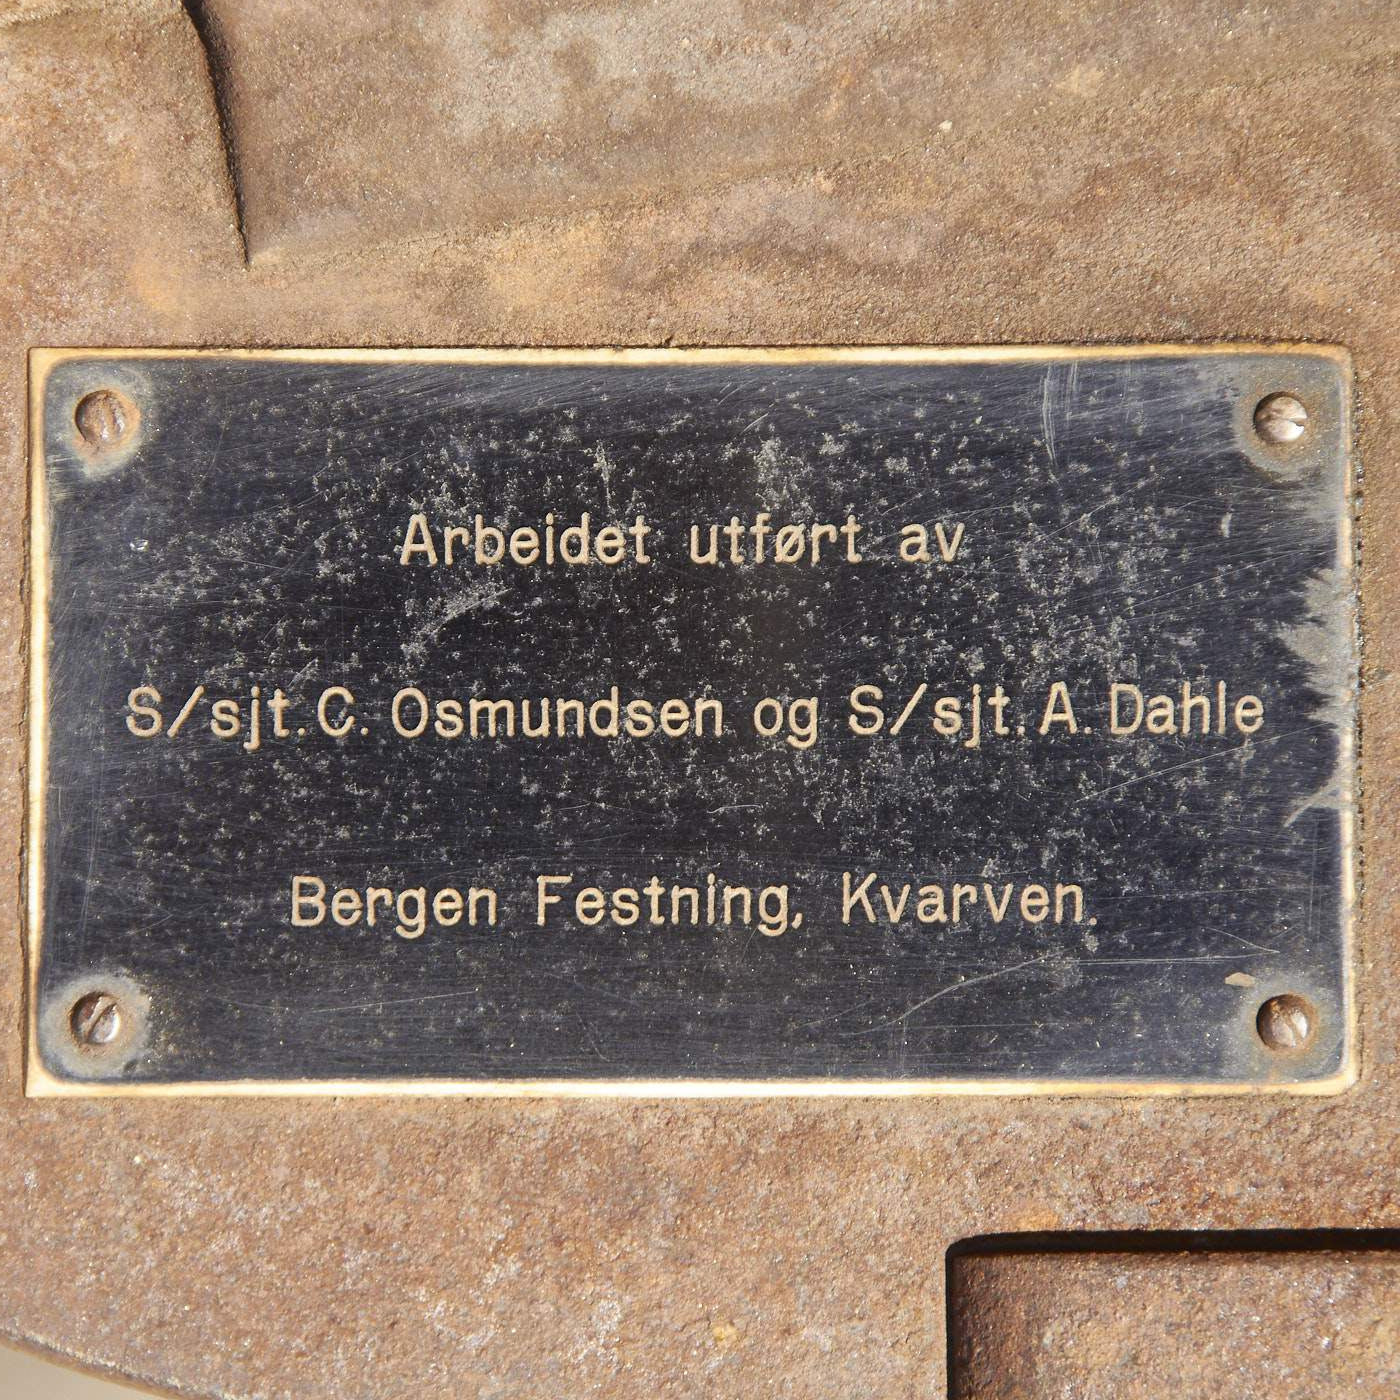 Arbeidet utført av
S/sjt. C. Osmundsen og S/sjt. A. Dahle
Bergen Festning, Kvarven.